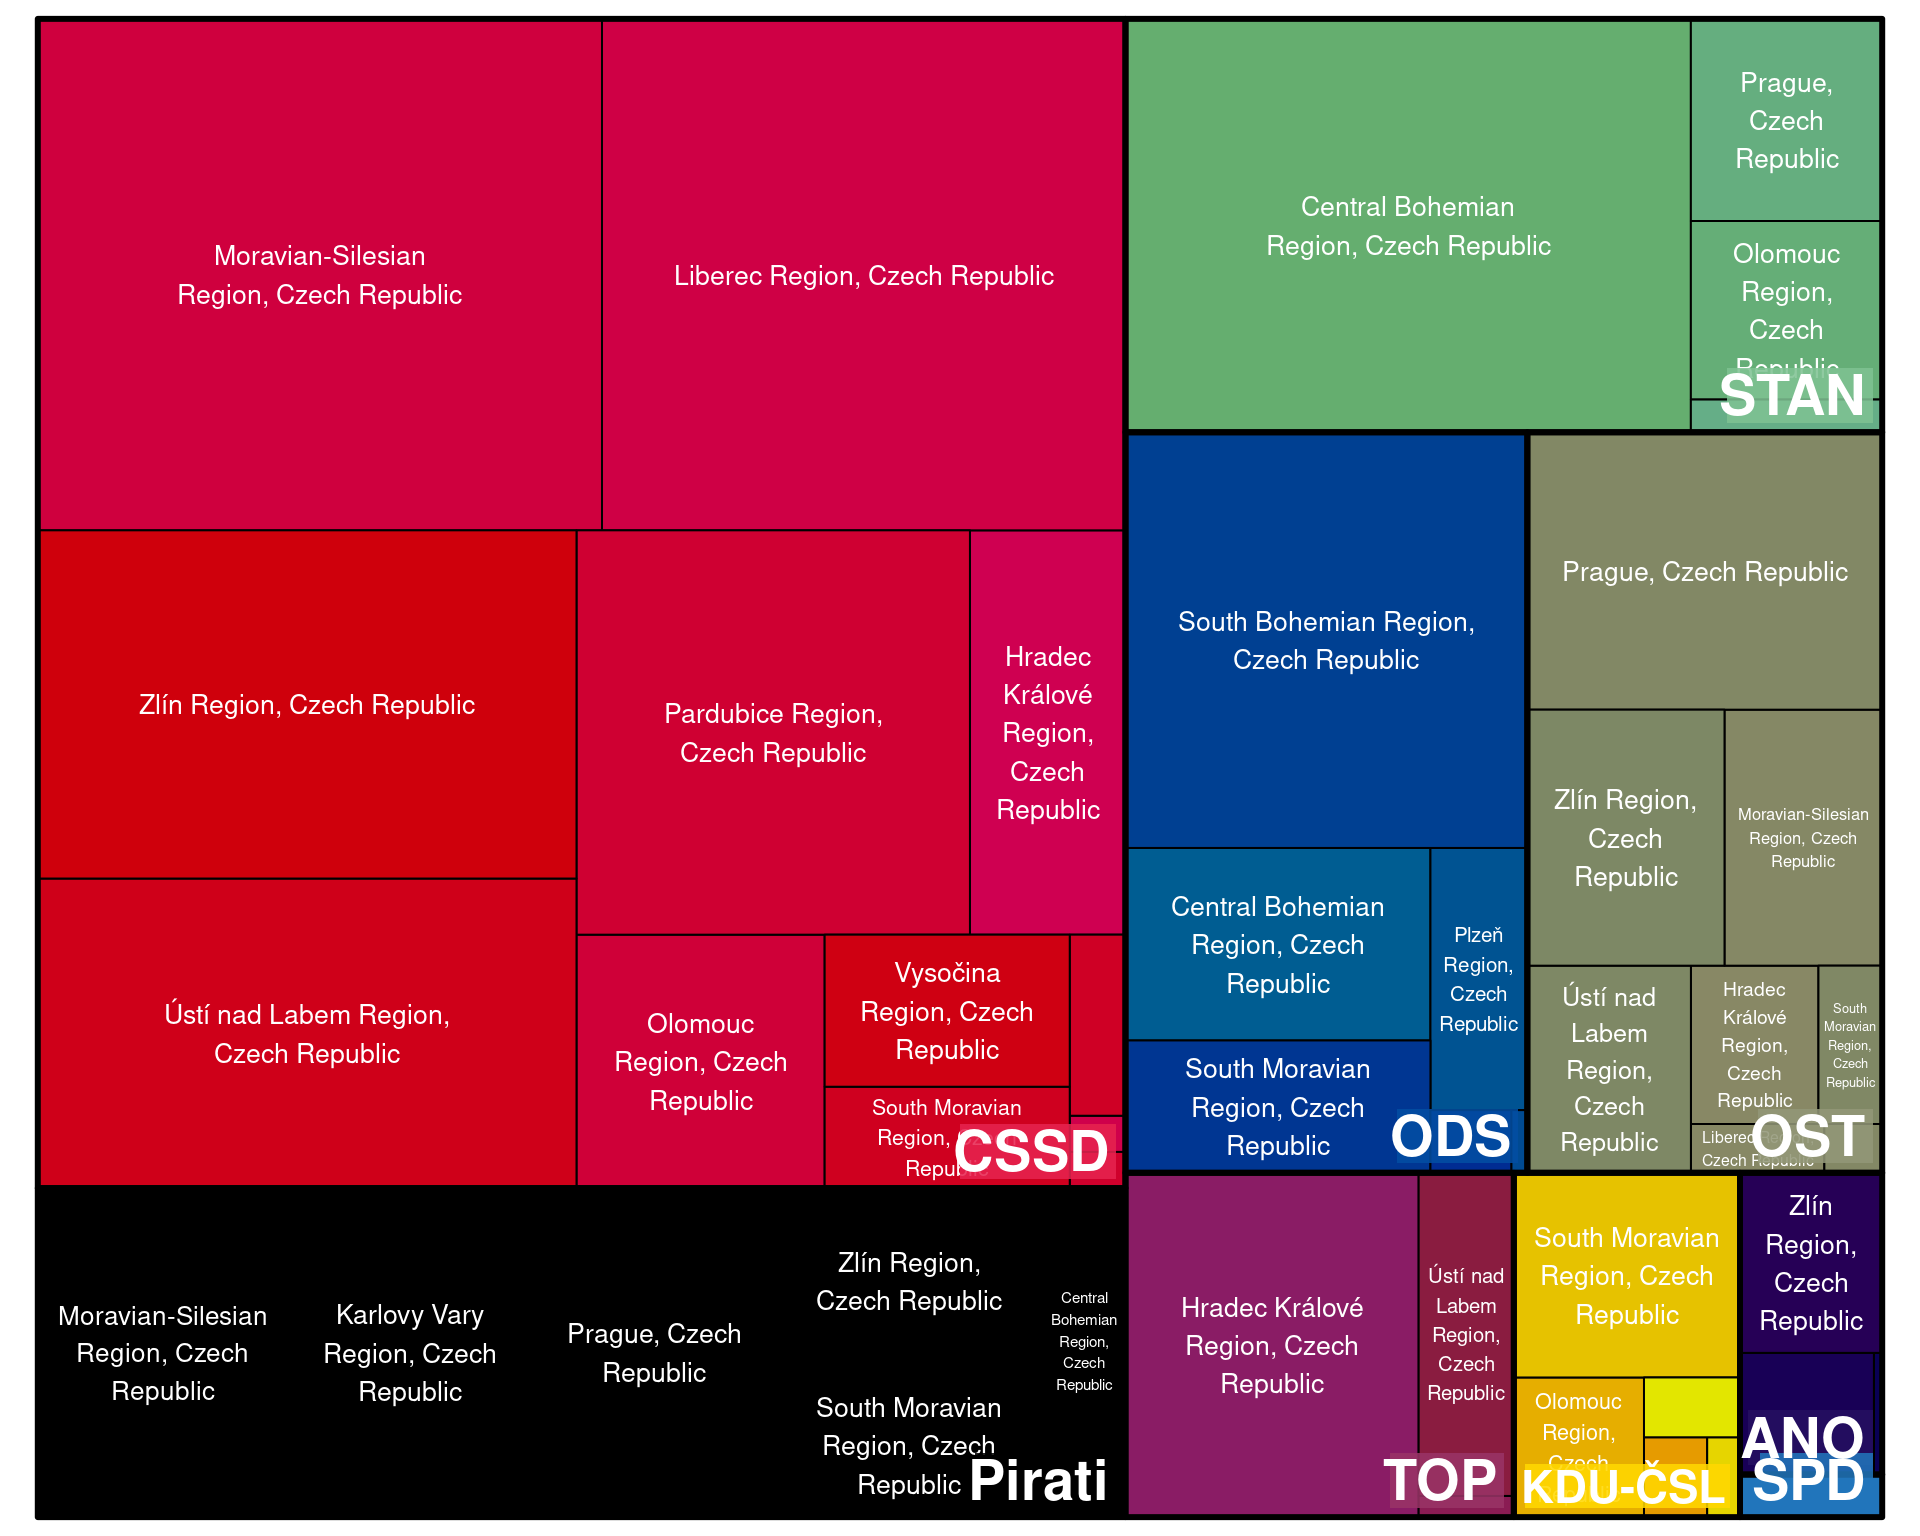 Moravian-Silesian
Region, Czech Republic
Liberec Region, Czech Republic
Zlín Region, Czech Republic
Pardubice Region,
Czech Republic
Hradec
Králové
Region,
Czech
Republic
Ústí nad Labem Region,
Czech Republic
Olomouc
Region, Czech
Republic
Vysočina
Region, Czech
Republic
South Moravian
Region, Czech
Republic
CSSD
Moravian-Silesian
Region, Czech
Republic
Karlovy Vary
Region, Czech
Republic
Prague, Czech
Republic
Zlín Region,
Czech Republic
South Moravian
Region, Czech
Republic
Central
Bohemian
Region,
Czech
Republic
Pirati
Central Bohemian
Region, Czech Republic
Prague,
Czech
Republic
Olomouc
Region,
Czech
Republic
STAN
South Bohemian Region,
Czech Republic
Central Bohemian
Region, Czech
Republic
Plzeň
Region,
Czech
Republic
South Moravian
Region, Czech
Republic
ODS
Prague, Czech Republic
Zlín Region,
Czech
Republic
Moravian-Silesian
Region, Czech
Republic
Ústí nad
Labem
Region,
Czech
Republic
Hradec
Králové
Region,
Czech
Republic
South
Moravian
Region,
Czech
Republic
Liberec Region,
Czech Republic
OST
Hradec Králové
Region, Czech
Republic
Ústí nad
Labem
Region,
Czech
Republic
TOP
South Moravian
Region, Czech
Republic
Olomouc
Region,
Czech
KDU-ČSL
Zlín
Region,
Czech
Republic
ANO
SPD